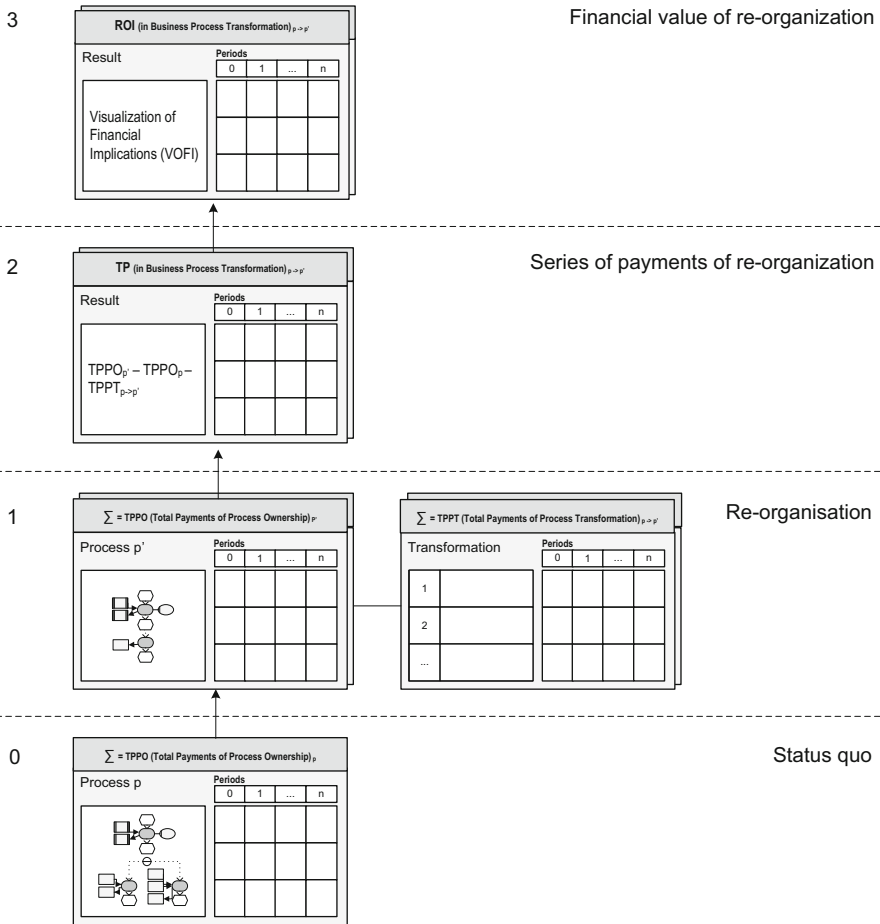 3
Financial value of re-organization
ROI (in Business Process Transformation) p -> p'
Result
Periods
0 1 ... n
Visualization of
Financial
Implications (VOFI)
2
Series of payments of re-organization
TP (in Business Process Transformation) p -> p'
Result
Periods
0 1 ... n
TPPOp' – TPPOp –
TPPTp->p'
1
Re-organisation
∑ = TPPO (Total Payments of Process Ownership) p'
Process p'
Periods
0 1 ... n
∑ = TPPT (Total Payments of Process Transformation) p -> p'
Transformation
Periods
0 1 ... n
1
2
...
0
Status quo
∑ = TPPO (Total Payments of Process Ownership) p
Process p
Periods
0 1 ... n